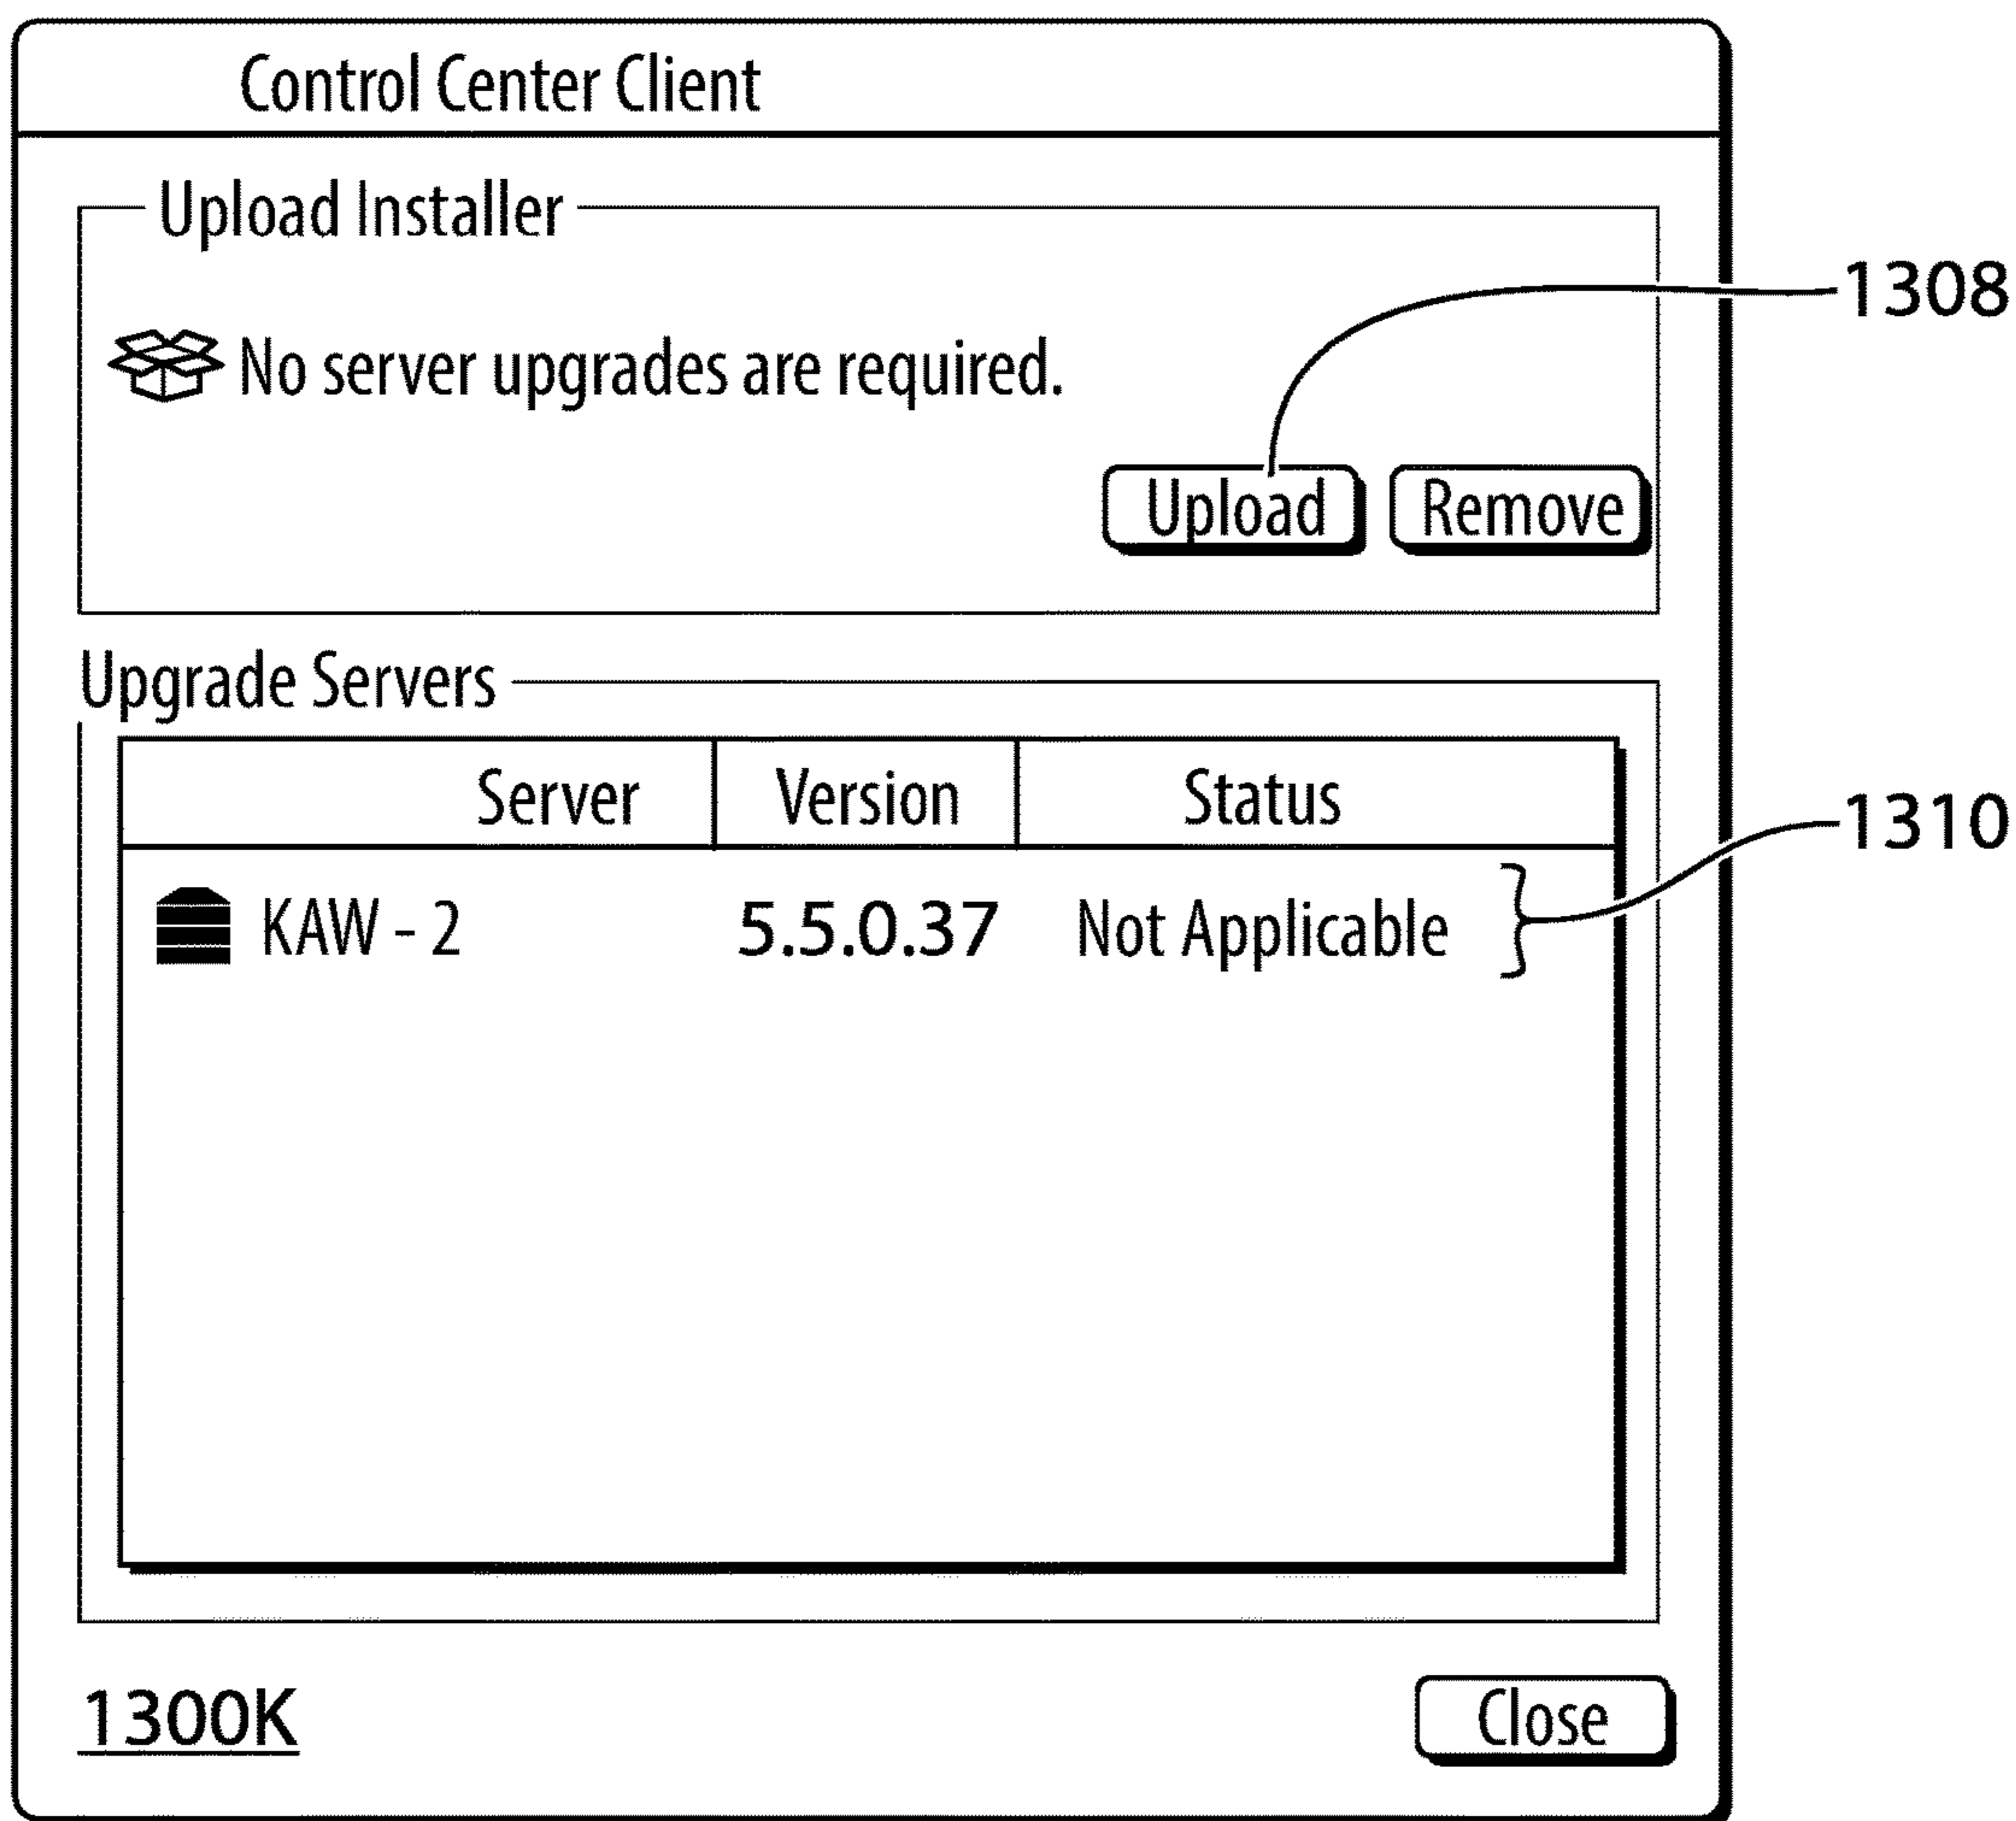 Control Center Client
Upload Installer
1308
No server upgrades are required.
Upload Remove
Upgrade Servers
Server Version Status
1310
KAW - 2 5.5.0.37 Not Applicable
1300K
Close